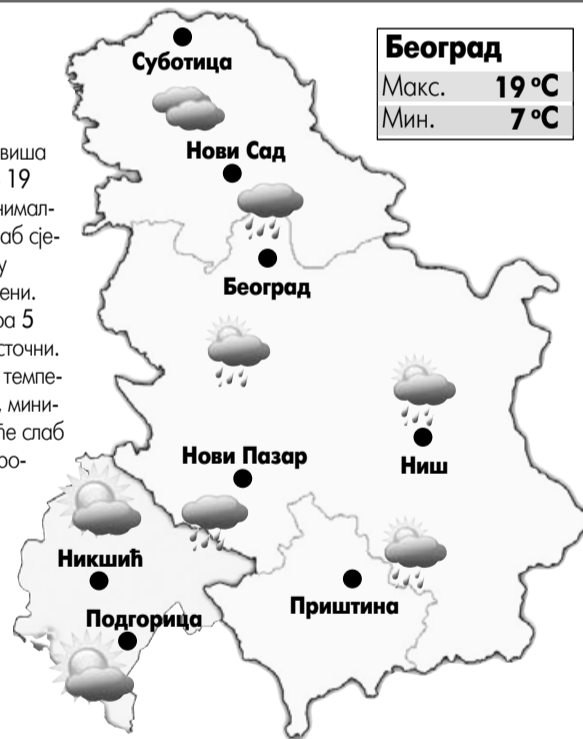 Београд
Макс. 19 °C
Мин. 7 °C
Суботица
Нови Сад
Београд
Нови Пазар
Ниш
Никшић
Приштина
Подгорица
виша
19
нимал-
аб сје-
у
ени.
ра 5
сточни.
темпе-
, мини-
ће слаб
ро-